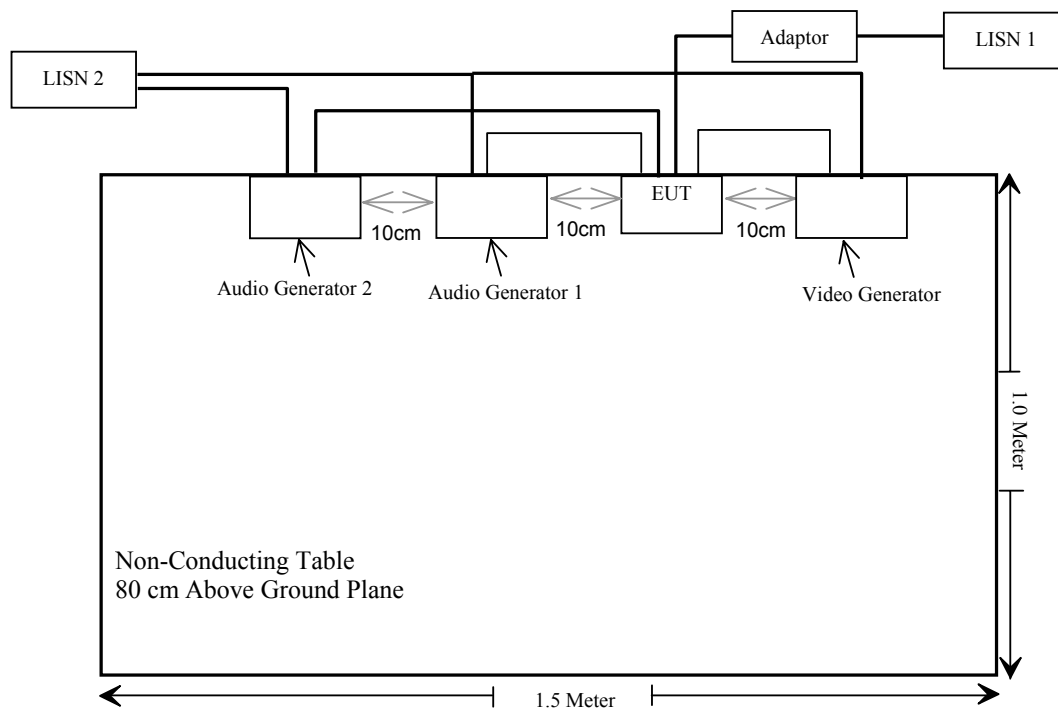 Adaptor
LISN 1
LISN 2
EUT
10cm
10cm
10cm
Audio Generator 2
Audio Generator 1
Video Generator
1.0 Meter
Non-Conducting Table
80 cm Above Ground Plane
1.5 Meter